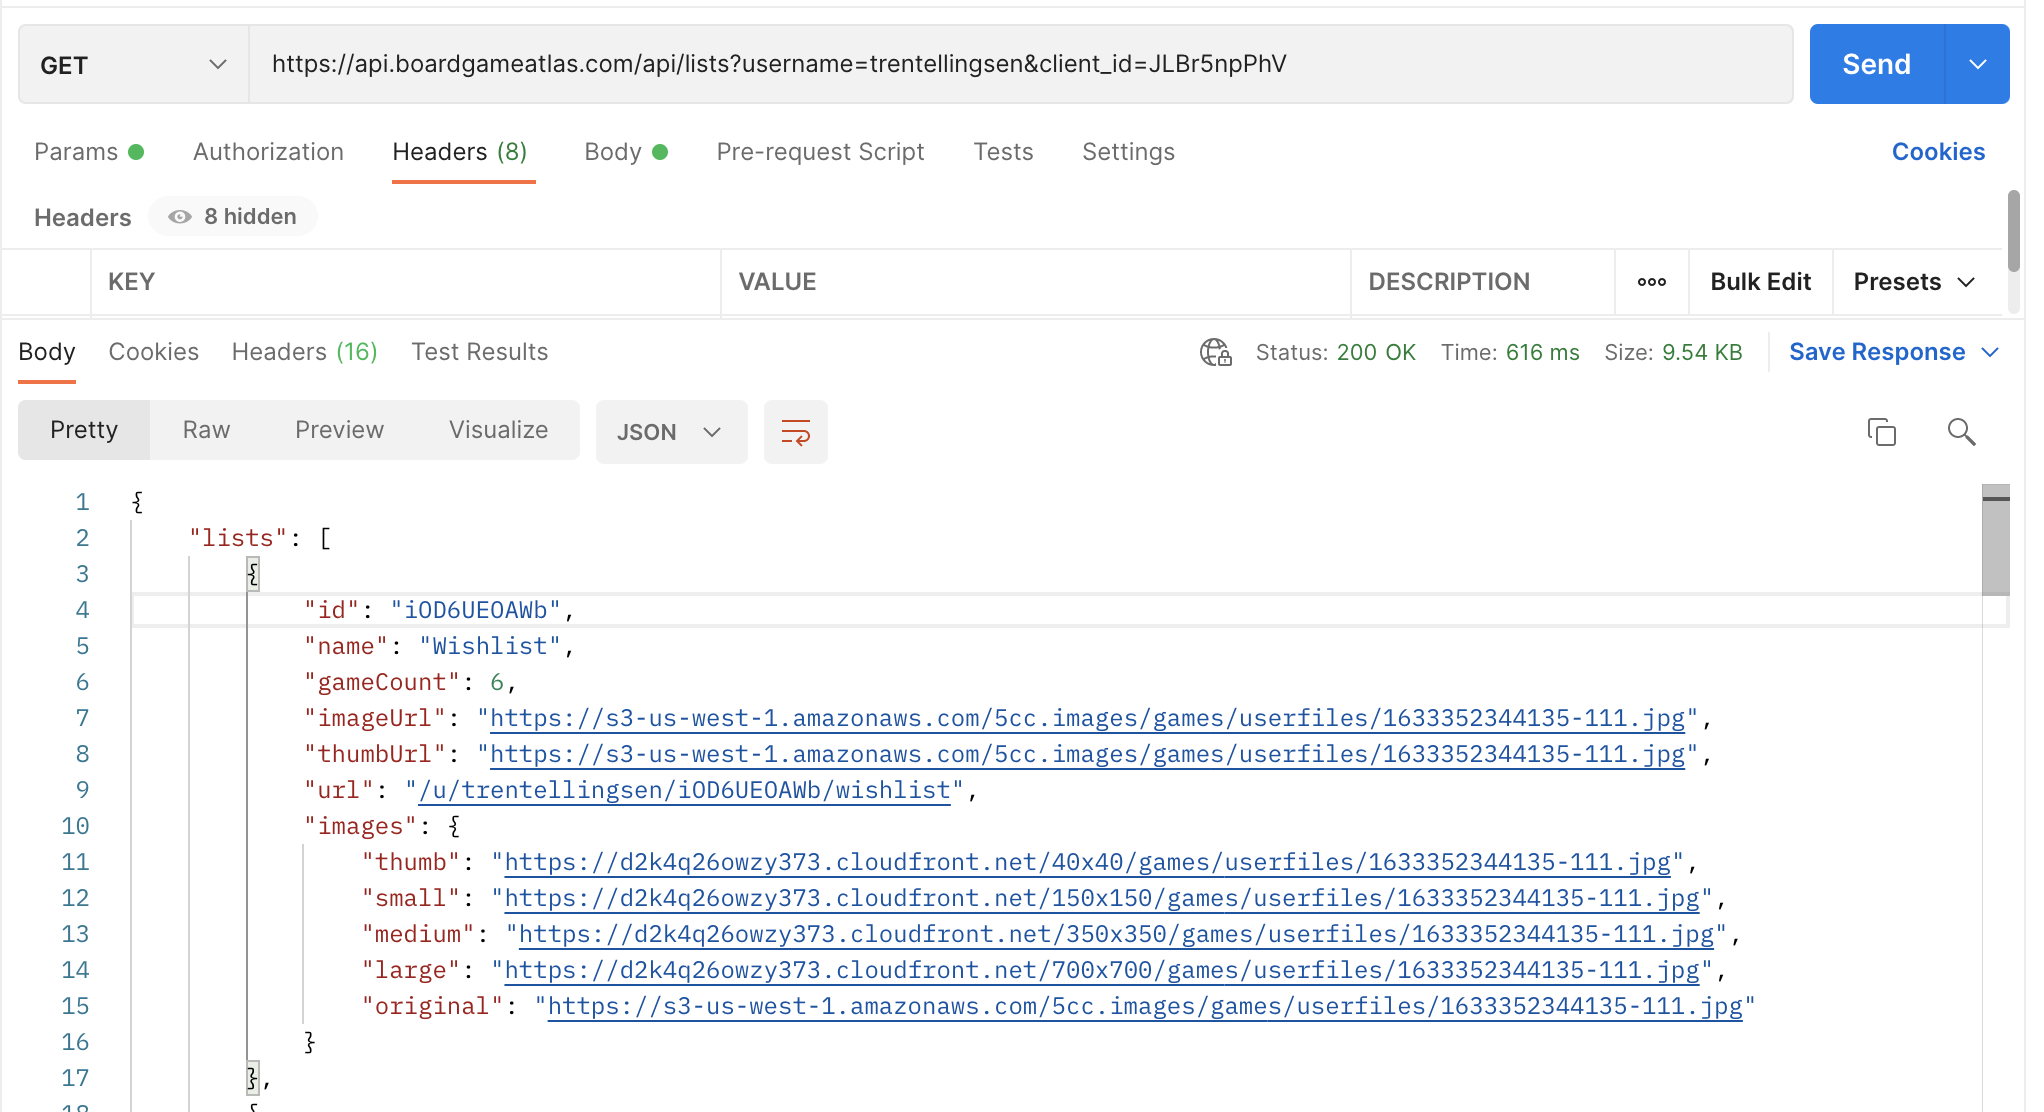 GET https://api.boardgameatlas.com/api/lists?username=trentellingsen&client_id=JLBr5npPhV Send
Params Authorization Headers (8) Body Pre-request Script Tests Settings Cookies
Headers 8 hidden
KEY VALUE DESCRIPTION ooo Bulk Edit Presets
Body Cookies Headers (16) Test Results Status: 200 OK Time: 616 ms Size: 9.54 KB Save Response
Pretty Raw Preview Visualize JSON
1 {
2 "lists": [
3 {
4 "id": "iOD6UEOAWb",
5 "name": "Wishlist",
6 "gameCount": 6,
7 "imageUrl": "https://s3-us-west-1.amazonaws.com/5cc.images/games/userfiles/1633352344135-111.jpg",
8 "thumbUrl": "https://s3-us-west-1.amazonaws.com/5cc.images/games/userfiles/1633352344135-111.jpg",
9 "url": "/u/trentellingsen/iOD6UEOAWb/wishlist",
10 "images": {
11 "thumb": "https://d2k4q26owzy373.cloudfront.net/40x40/games/userfiles/1633352344135-111.jpg",
12 "small": "https://d2k4q26owzy373.cloudfront.net/150x150/games/userfiles/1633352344135-111.jpg",
13 "medium": "https://d2k4q26owzy373.cloudfront.net/350x350/games/userfiles/1633352344135-111.jpg",
14 "large": "https://d2k4q26owzy373.cloudfront.net/700x700/games/userfiles/1633352344135-111.jpg",
15 "original": "https://s3-us-west-1.amazonaws.com/5cc.images/games/userfiles/1633352344135-111.jpg"
16 }
17 },
18 {